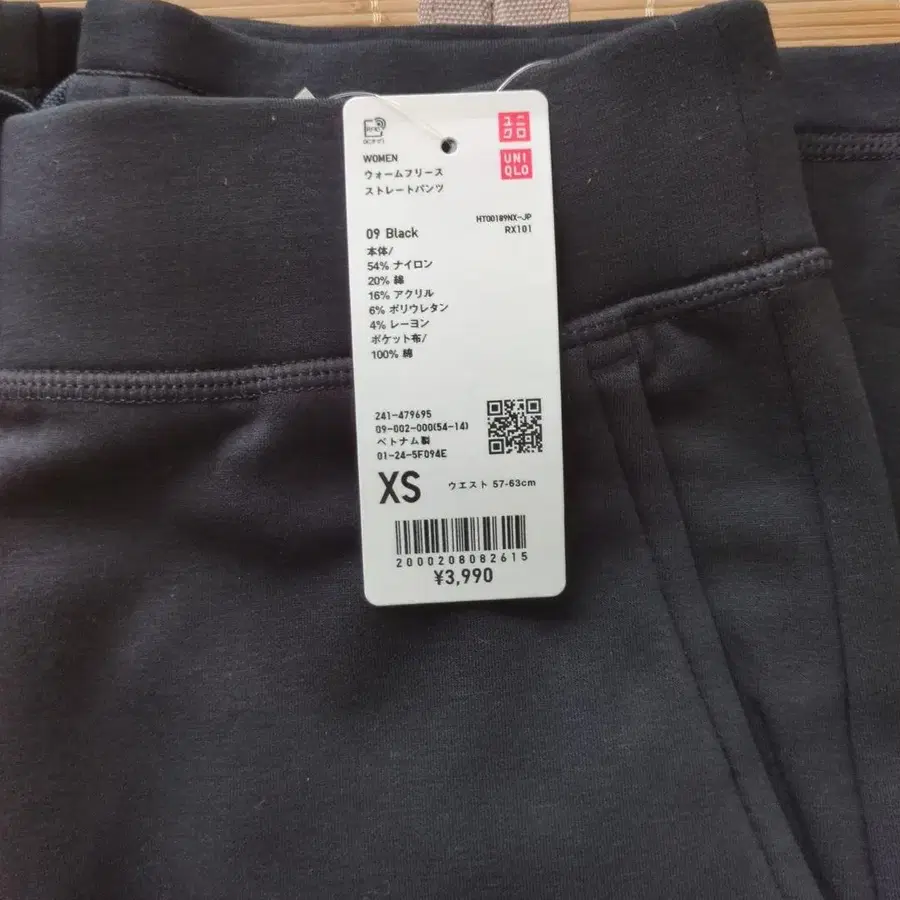 RFID
ユニ
クロ
UNI
QLO
WOMEN
ウォームフリース
ストレートパンツ
HT00189NX-JP
RX101
09 Black
本体/
54% ナイロン
20% 綿
16% アクリル
6% ポリウレタン
4% レーヨン
ポケット布/
100% 綿
241-479695
09-002-000(54-14)
ベトナム製
01-24-5F094E
XS ウエスト 57-63cm
2000208082615
¥3,990